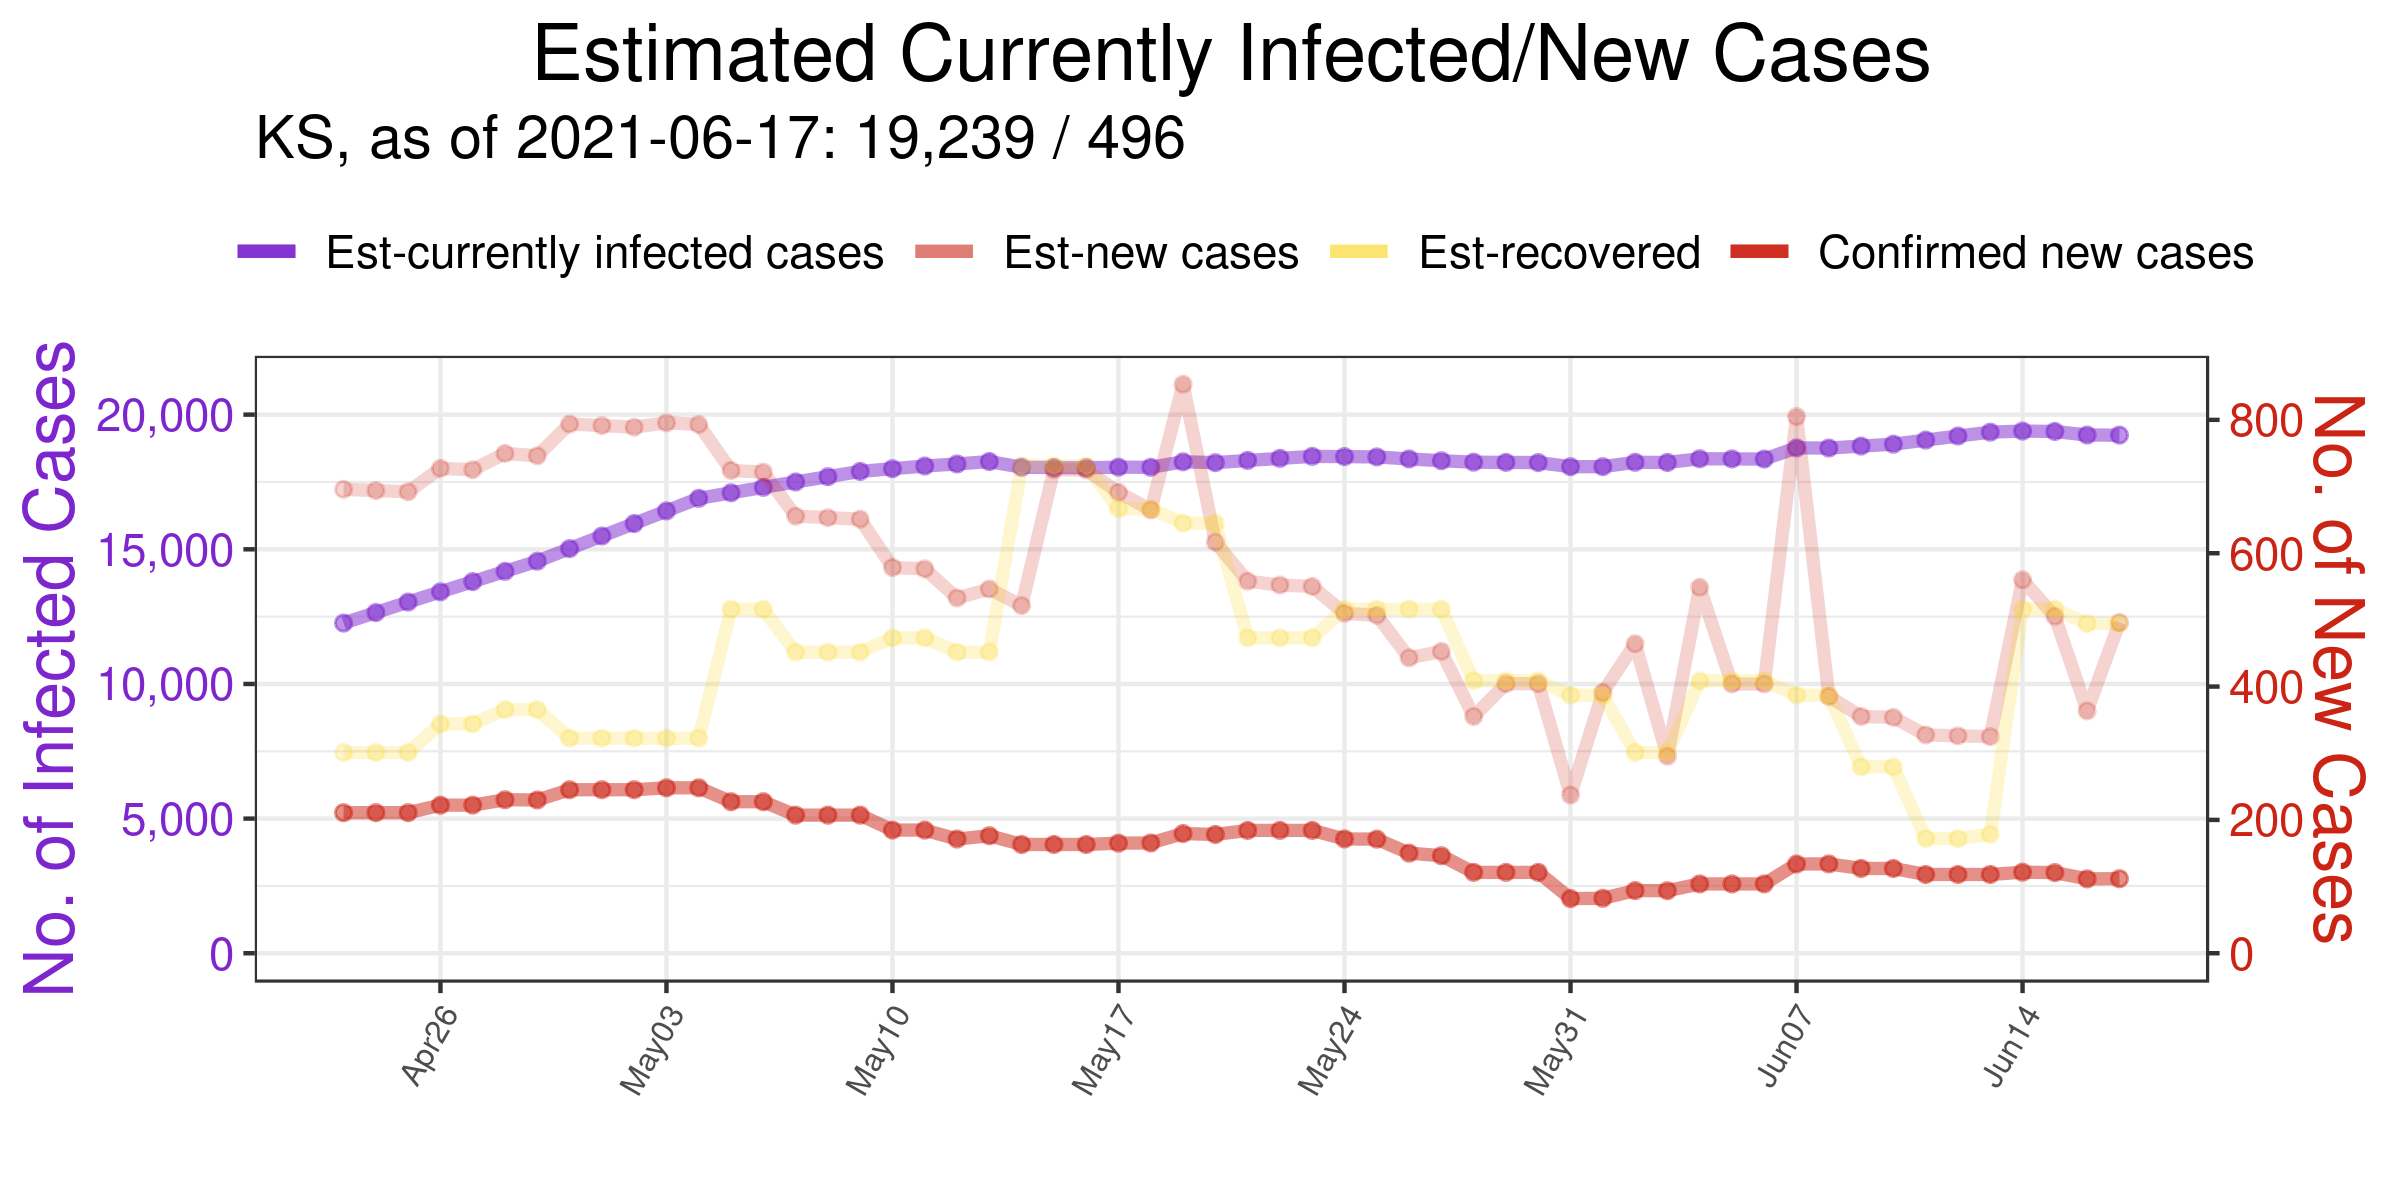 Estimated Currently Infected/New Cases
KS, as of 2021-06-17: 19,239 / 496
Est-currently infected cases Est-new cases Est-recovered Confirmed new cases
No. of Infected Cases
20,000
15,000
10,000
5,000
0
800
600
400
200
0
No. of New Cases
Apr26 May03 May10 May17 May24 May31 Jun07 Jun14